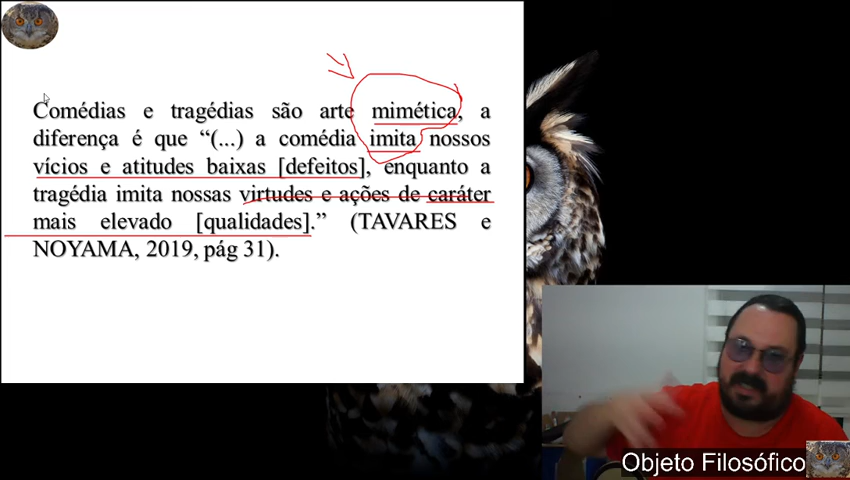 Comédias e tragédias são arte mimética, a
diferença é que “(...) a comédia imita nossos
vícios e atitudes baixas [defeitos], enquanto a
tragédia imita nossas virtudes e ações de caráter
mais elevado [qualidades].” (TAVARES e
NOYAMA, 2019, pág 31).
Objeto Filosófico